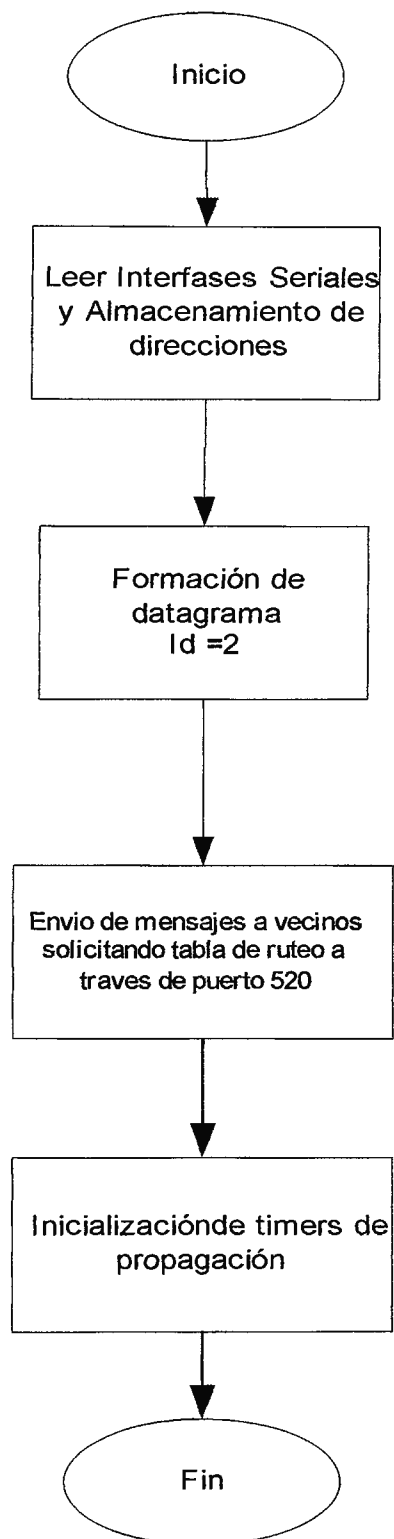 Inicio
Leer Interfases Seriales
y Almacenamiento de
direcciones
Formación de
datagrama
Id =2
Envio de mensajes a vecinos
solicitando tabla de ruteo a
traves de puerto 520
Inicializaciónde timers de
propagación
Fin